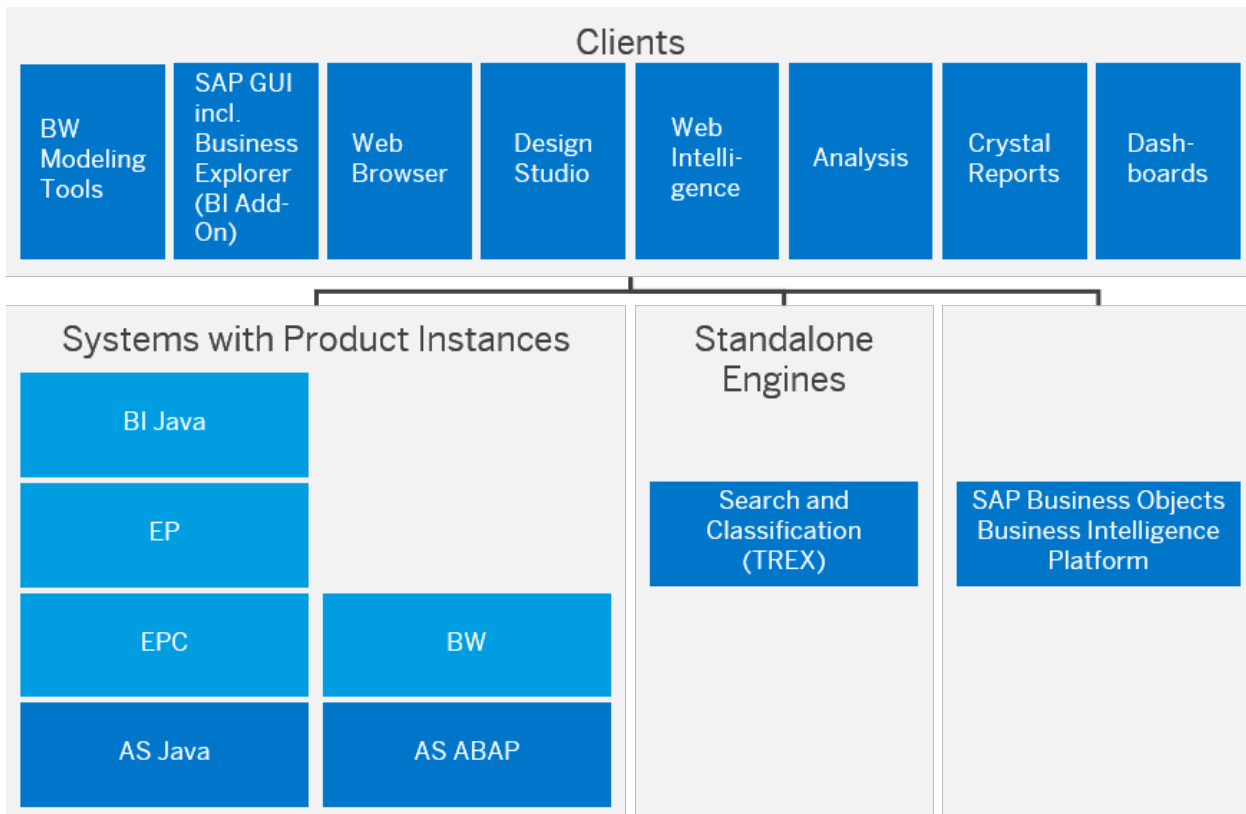 Clients
BW
Modeling
Tools
SAP GUI
incl.
Business
Explorer
(BI Add-
On)
Web
Browser
Design
Studio
Web
Intelli-
gence
Analysis
Crystal
Reports
Dash-
boards
Systems with Product Instances
BI Java
EP
EPC
BW
AS Java
AS ABAP
Standalone
Engines
Search and
Classification
(TREX)
SAP Business Objects
Business Intelligence
Platform